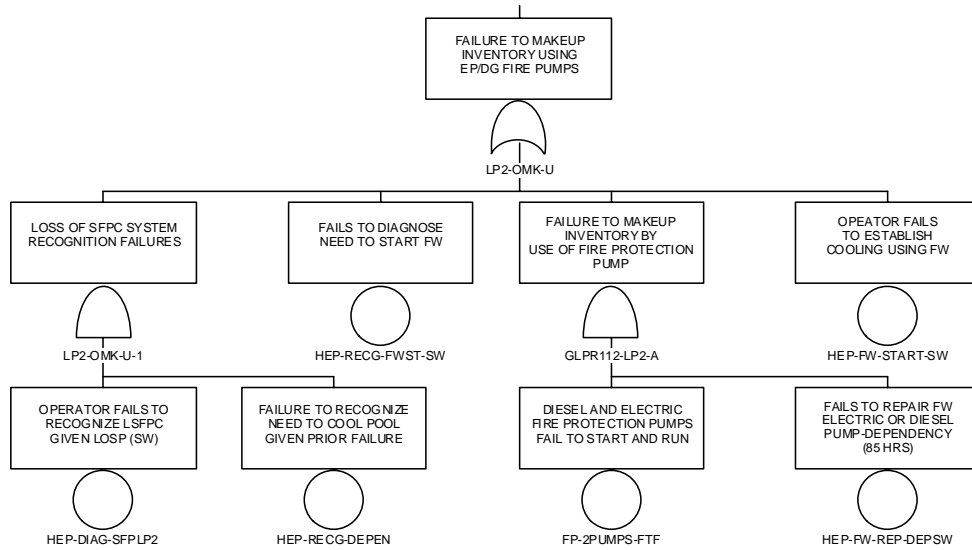 FAILURE TO MAKEUP
INVENTORY USING
EP/DG FIRE PUMPS
LP2-OMK-U
LOSS OF SFPC SYSTEM
RECOGNITION FAILURES
LP2-OMK-U-1
FAILS TO DIAGNOSE
NEED TO START FW
HEP-RECG-FWST-SW
FAILURE TO MAKEUP
INVENTORY BY
USE OF FIRE PROTECTION
PUMP
GLPR112-LP2-A
OPEATOR FAILS
TO ESTABLISH
COOLING USING FW
HEP-FW-START-SW
OPERATOR FAILS TO
RECOGNIZE LSFPC
GIVEN LOSP (SW)
HEP-DIAG-SFPLP2
FAILURE TO RECOGNIZE
NEED TO COOL POOL
GIVEN PRIOR FAILURE
HEP-RECG-DEPEN
DIESEL AND ELECTRIC
FIRE PROTECTION PUMPS
FAIL TO START AND RUN
FP-2PUMPS-FTF
FAILS TO REPAIR FW
ELECTRIC OR DIESEL
PUMP-DEPENDENCY
(85 HRS)
HEP-FW-REP-DEPSW